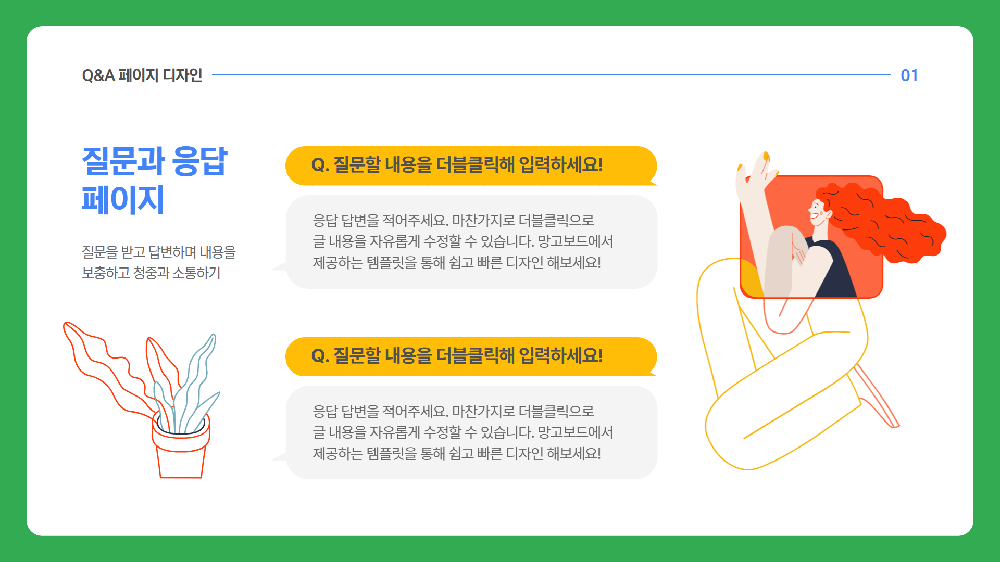 Q&A 페이지 디자인
01
질문과 응답
페이지
질문을 받고 답변하며 내용을
보충하고 청중과 소통하기
Q. 질문할 내용을 더블클릭해 입력하세요!
응답 답변을 적어주세요. 마찬가지로 더블클릭으로
글 내용을 자유롭게 수정할 수 있습니다. 망고보드에서
제공하는 템플릿을 통해 쉽고 빠른 디자인 해보세요!
Q. 질문할 내용을 더블클릭해 입력하세요!
응답 답변을 적어주세요. 마찬가지로 더블클릭으로
글 내용을 자유롭게 수정할 수 있습니다. 망고보드에서
제공하는 템플릿을 통해 쉽고 빠른 디자인 해보세요!